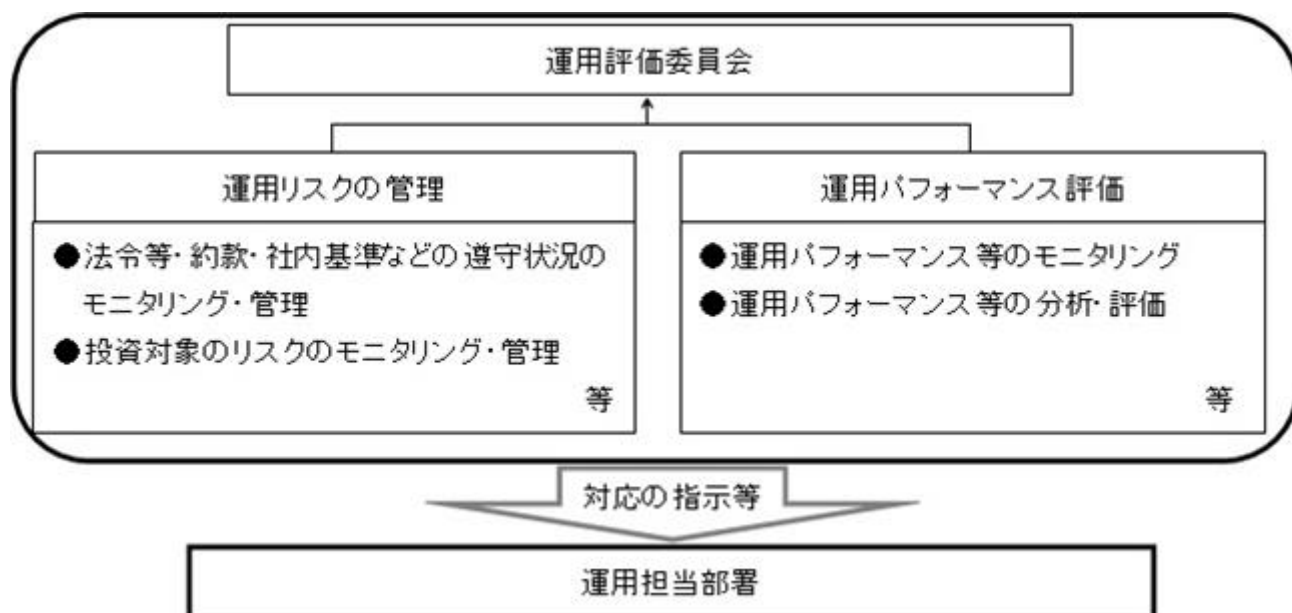 運用評価委員会
運用リスクの管理
●法令等・約款・社内基準などの遵守状況の
モニタリング・管理
●投資対象のリスクのモニタリング・管理
等
運用パフォーマンス評価
●運用パフォーマンス等のモニタリング
●運用パフォーマンス等の分析・評価
等
対応の指示等
運用担当部署